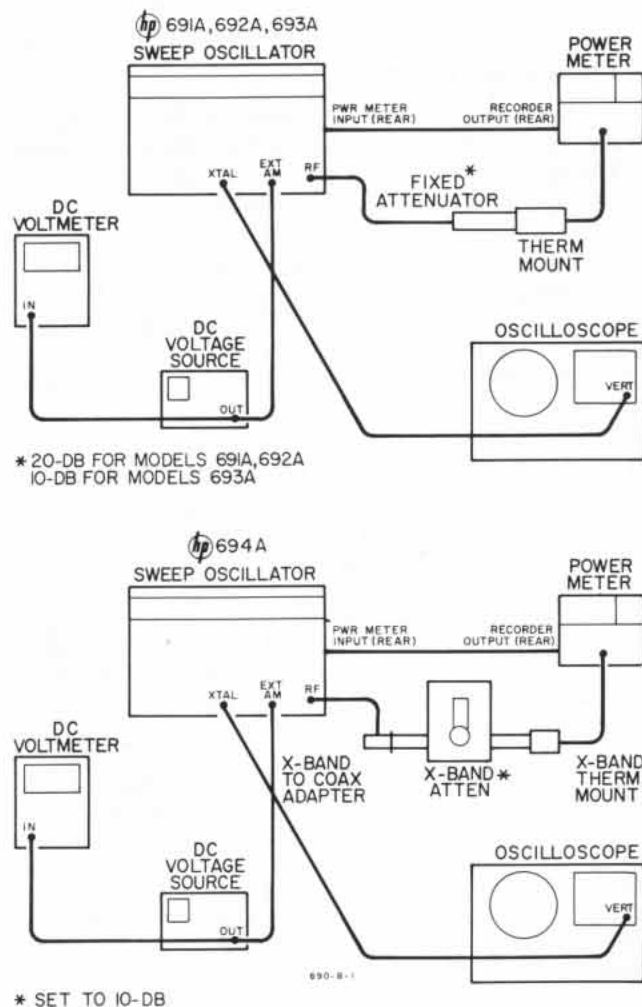 hp 691A, 692A, 693A
SWEEP OSCILLATOR
POWER
METER
PWR METER
INPUT (REAR)
RECORDER
OUTPUT (REAR)
XTAL
EXT
AM
RF
FIXED*
ATTENUATOR
THERM
MOUNT
DC
VOLTMETER
IN
DC
VOLTAGE
SOURCE
OUT
OSCILLOSCOPE
VERT
* 20-DB FOR MODELS 691A, 692A
10-DB FOR MODELS 693A
hp 694A
SWEEP OSCILLATOR
POWER
METER
PWR METER
INPUT (REAR)
RECORDER
OUTPUT (REAR)
XTAL
EXT
AM
RF
DC
VOLTMETER
IN
X-BAND
TO COAX
ADAPTER
X-BAND *
ATTEN
X-BAND
THERM
MOUNT
DC
VOLTAGE
SOURCE
OUT
OSCILLOSCOPE
VERT
690-B-1
* SET TO 10-DB